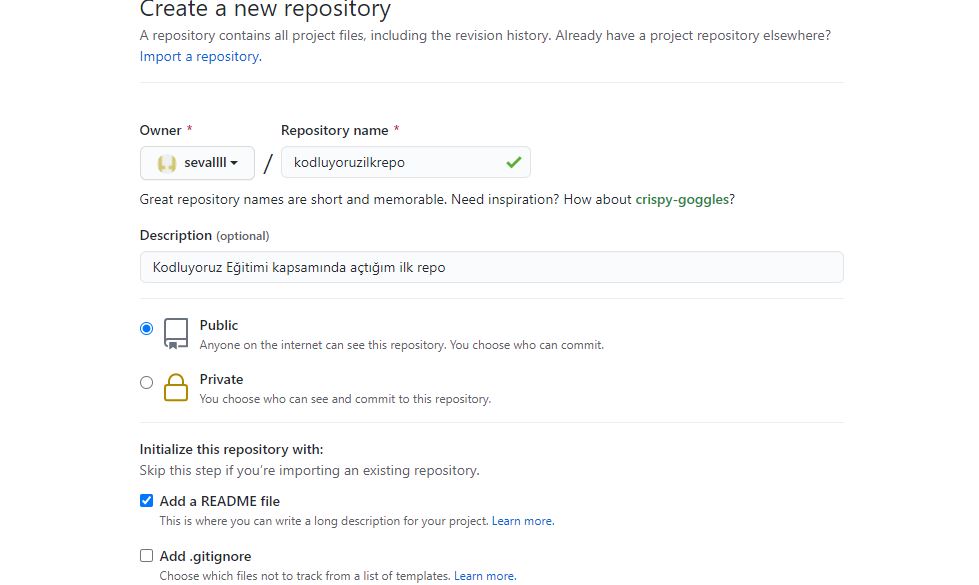 Create a new repository
A repository contains all project files, including the revision history. Already have a project repository elsewhere?
Import a repository.
Owner * Repository name *
sevallll / kodluyoruzilkrepo
Great repository names are short and memorable. Need inspiration? How about crispy-goggles?
Description (optional)
Kodluyoruz Eğitimi kapsamında açtığım ilk repo
Public
Anyone on the internet can see this repository. You choose who can commit.
Private
You choose who can see and commit to this repository.
Initialize this repository with:
Skip this step if you’re importing an existing repository.
Add a README file
This is where you can write a long description for your project. Learn more.
Add .gitignore
Choose which files not to track from a list of templates. Learn more.